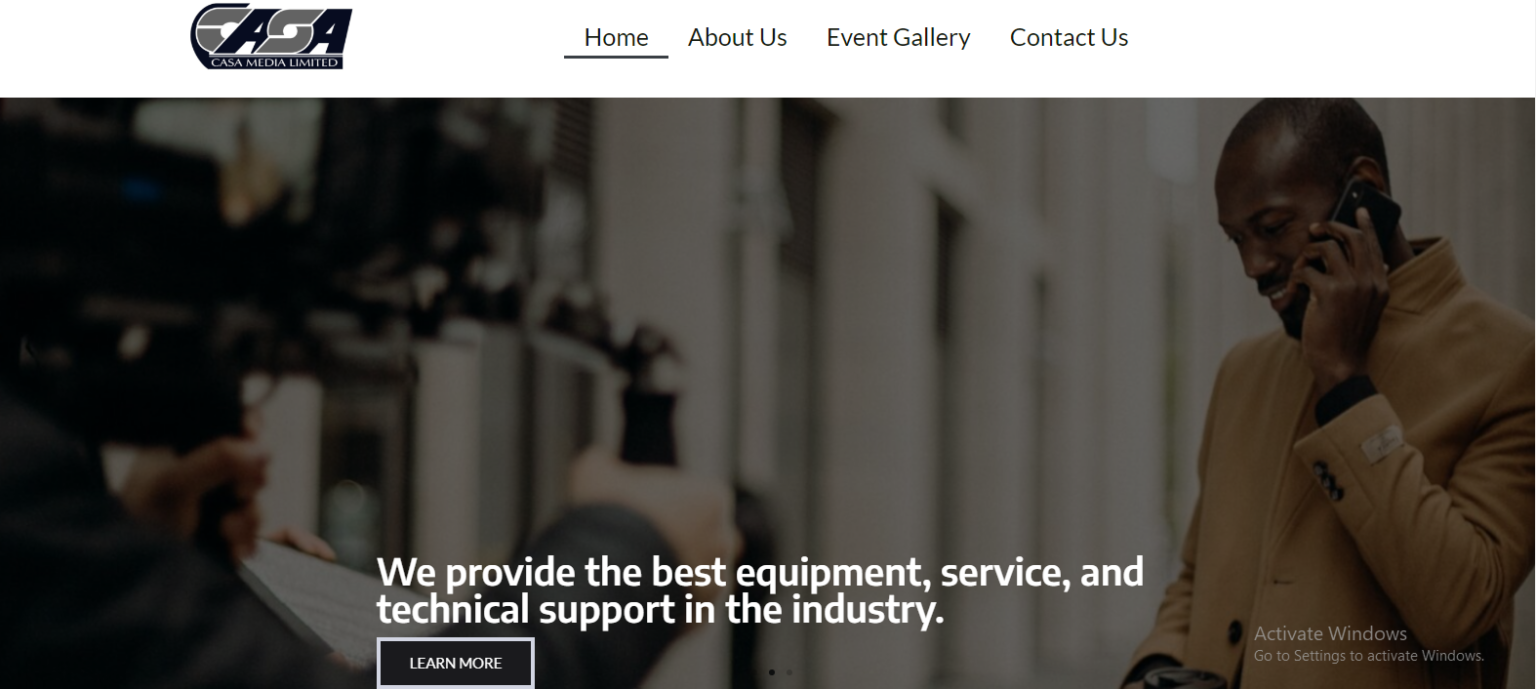 CASA
CASA MEDIA LIMITED
Home
About Us
Event Gallery
Contact Us
We provide the best equipment, service, and
technical support in the industry.
LEARN MORE
Activate Windows
Go to Settings to activate Windows.